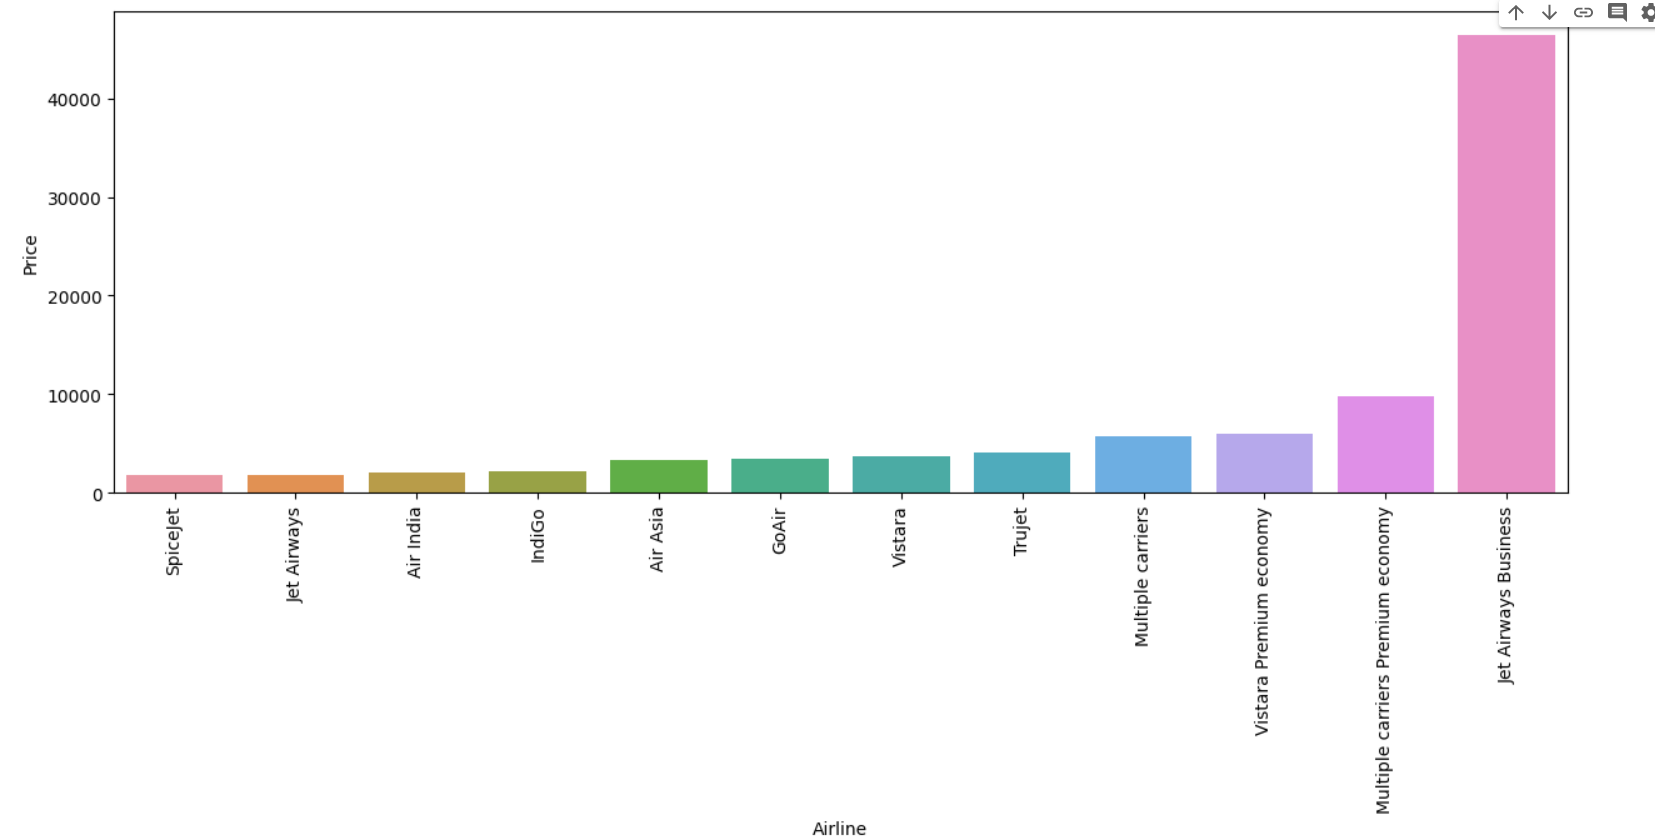 40000
30000
20000
10000
0
Price
SpiceJet
Jet Airways
Air India
IndiGo
Air Asia
GoAir
Vistara
Trujet
Multiple carriers
Vistara Premium economy
Multiple carriers Premium economy
Jet Airways Business
Airline